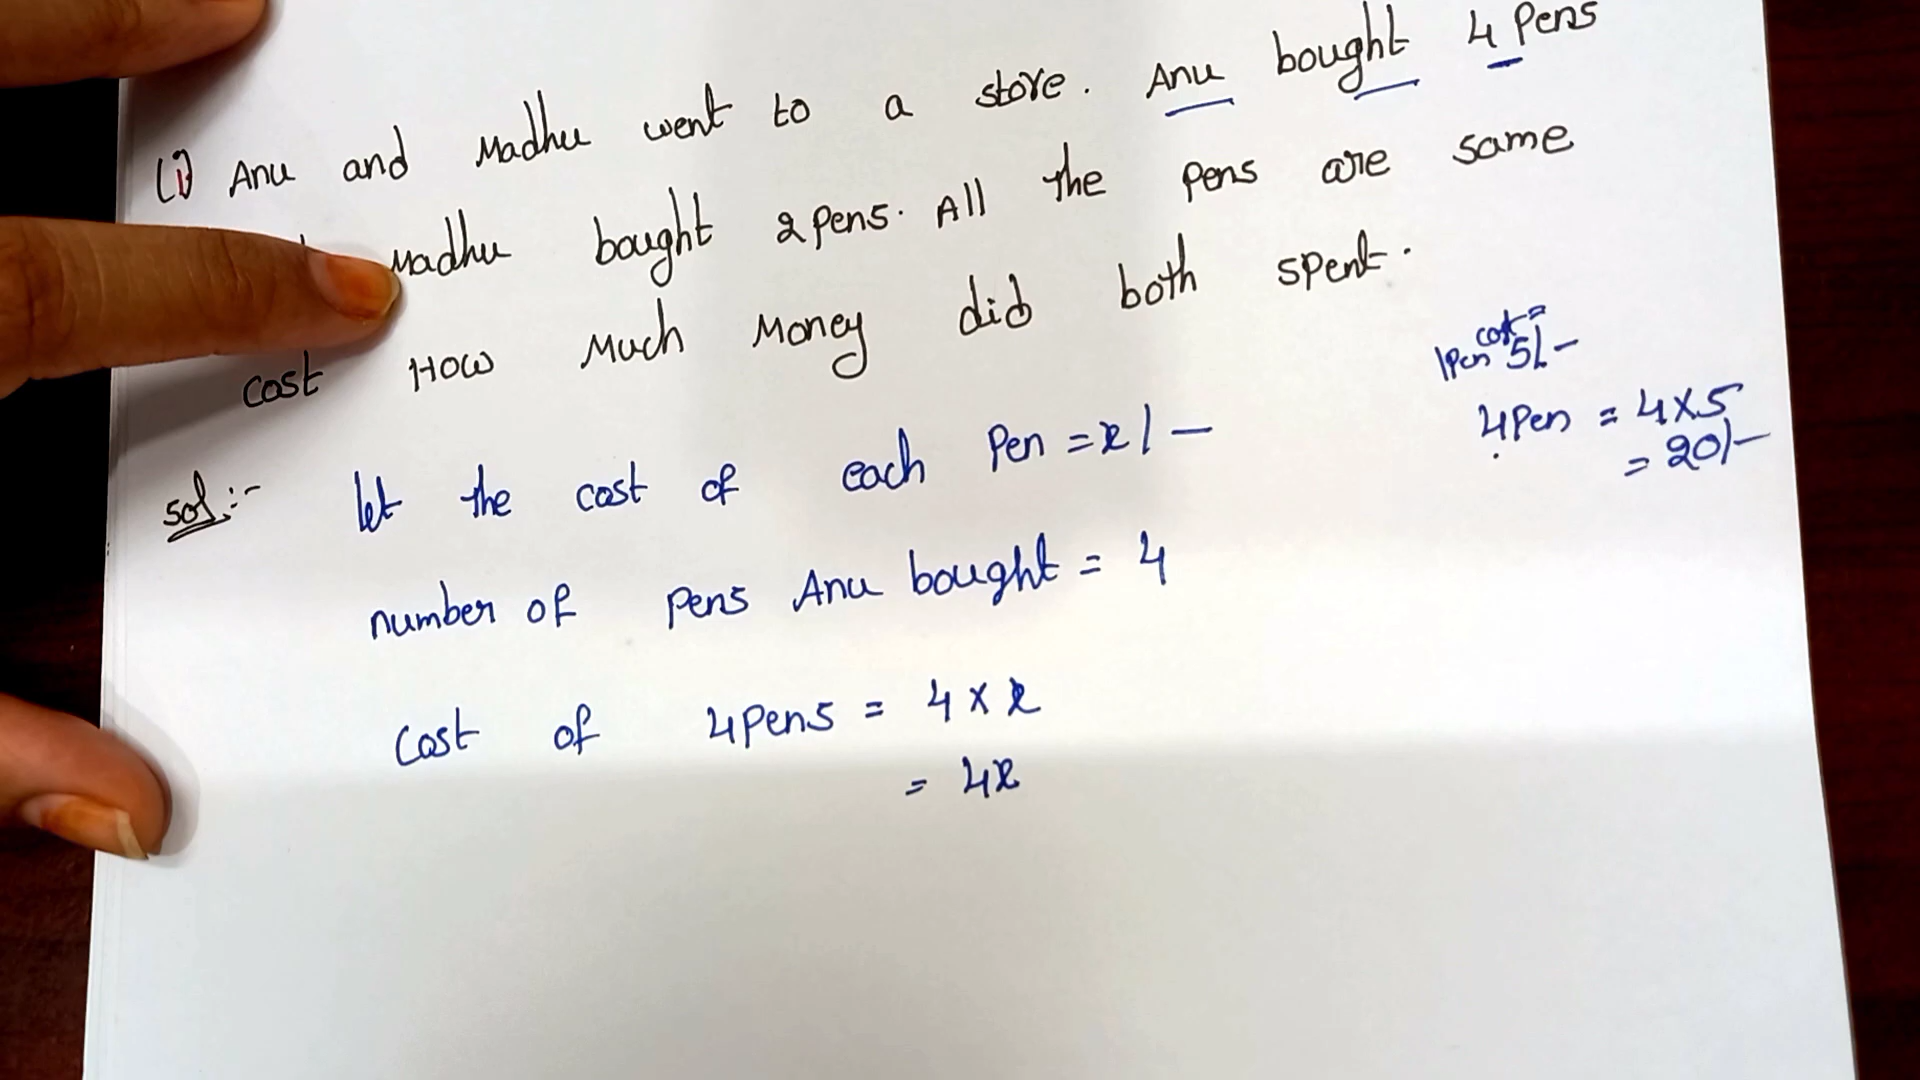 (i) Anu and Madhu went to a store. Anu bought 4 Pens
Madhu bought 2 Pens. All the Pens are same
cost How Much Money did both spent.
1Pen cost = 5/-
4Pen = 4×5
= 20/-
sol:- let the cost of each Pen = x/-
number of Pens Anu bought = 4
Cost of 4Pens = 4 × x
= 4x